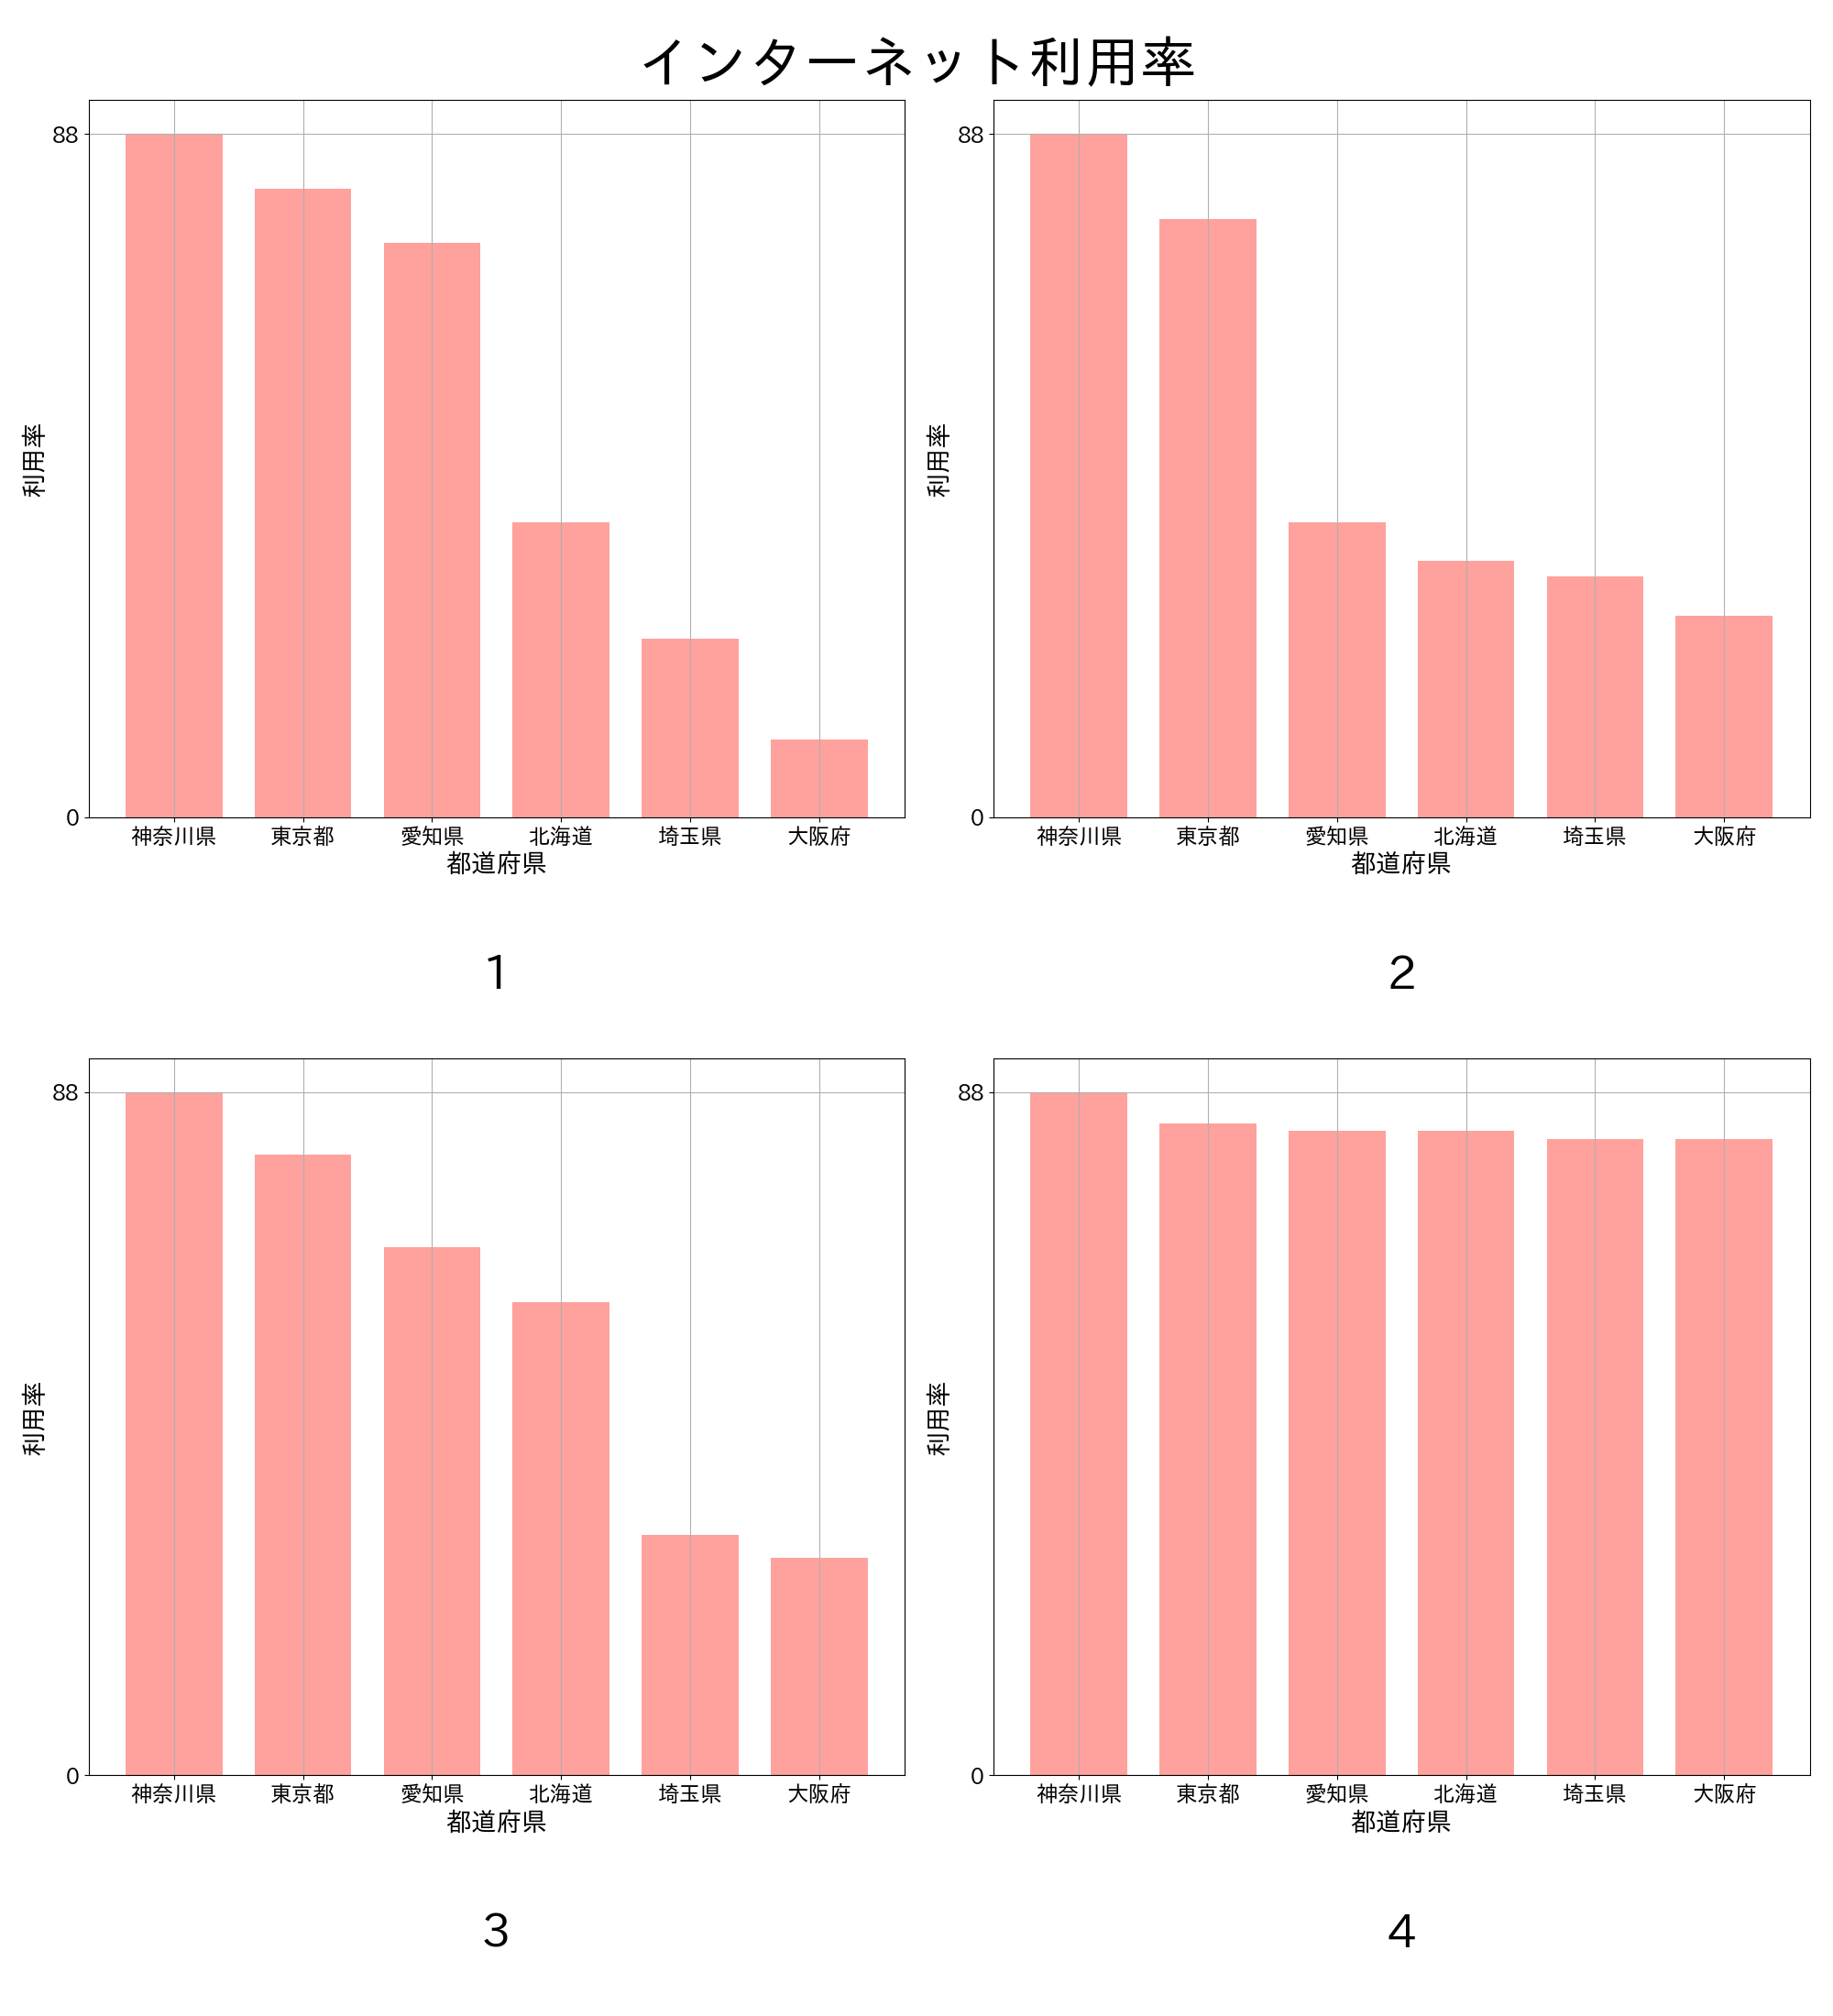 インターネット利用率
88
0
利用率
神奈川県 東京都 愛知県 北海道 埼玉県 大阪府
都道府県
1
88
0
利用率
神奈川県 東京都 愛知県 北海道 埼玉県 大阪府
都道府県
2
88
0
利用率
神奈川県 東京都 愛知県 北海道 埼玉県 大阪府
都道府県
3
88
0
利用率
神奈川県 東京都 愛知県 北海道 埼玉県 大阪府
都道府県
4